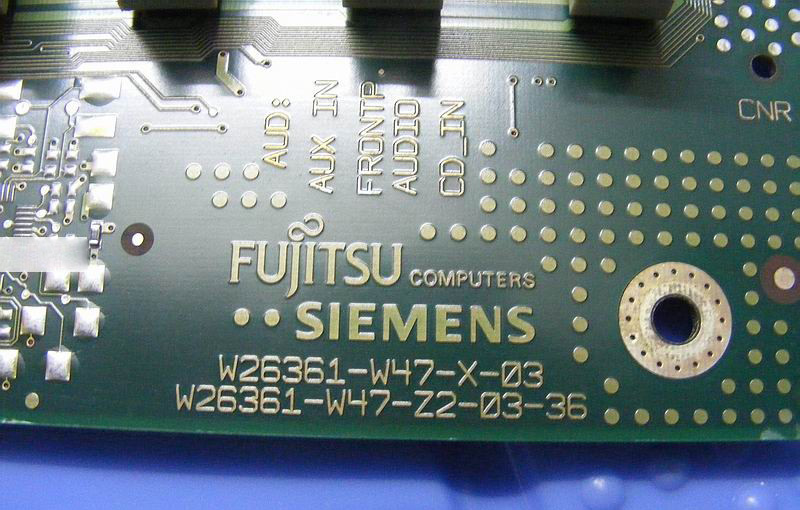 AUD:
AUX IN
FRONTP
AUDIO
CD_IN
CNR
FUJITSU COMPUTERS
SIEMENS
W26361-W47-X-03
W26361-W47-Z2-03-36